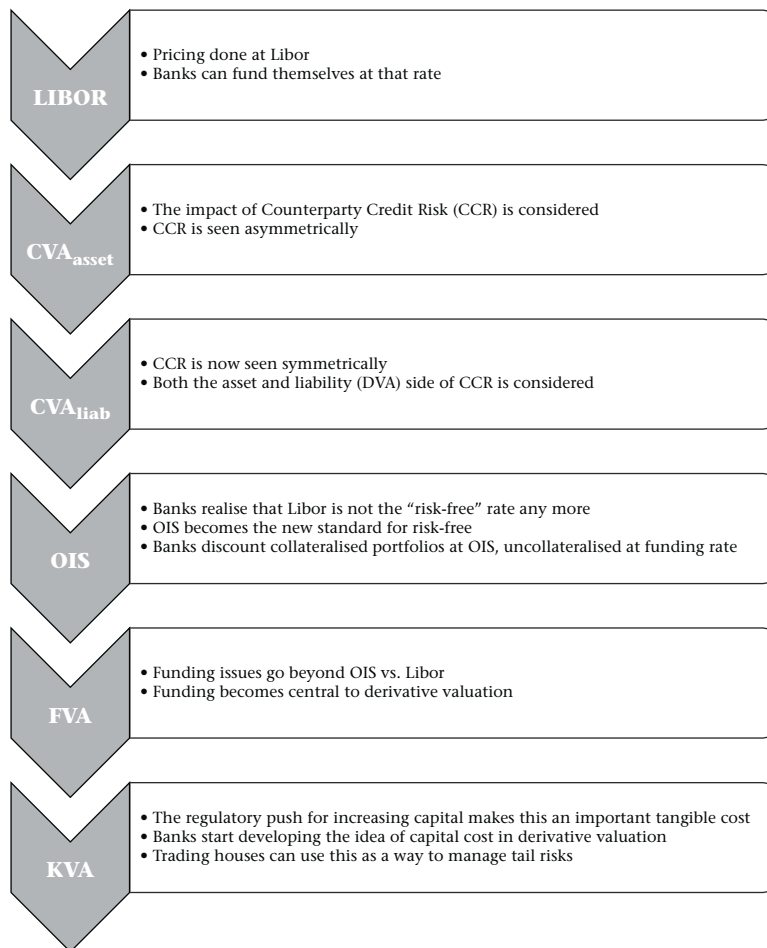 LIBOR
• Pricing done at Libor
• Banks can fund themselves at that rate
CVAasset
• The impact of Counterparty Credit Risk (CCR) is considered
• CCR is seen asymmetrically
CVAliab
• CCR is now seen symmetrically
• Both the asset and liability (DVA) side of CCR is considered
OIS
• Banks realise that Libor is not the “risk-free” rate any more
• OIS becomes the new standard for risk-free
• Banks discount collateralised portfolios at OIS, uncollateralised at funding rate
FVA
• Funding issues go beyond OIS vs. Libor
• Funding becomes central to derivative valuation
KVA
• The regulatory push for increasing capital makes this an important tangible cost
• Banks start developing the idea of capital cost in derivative valuation
• Trading houses can use this as a way to manage tail risks